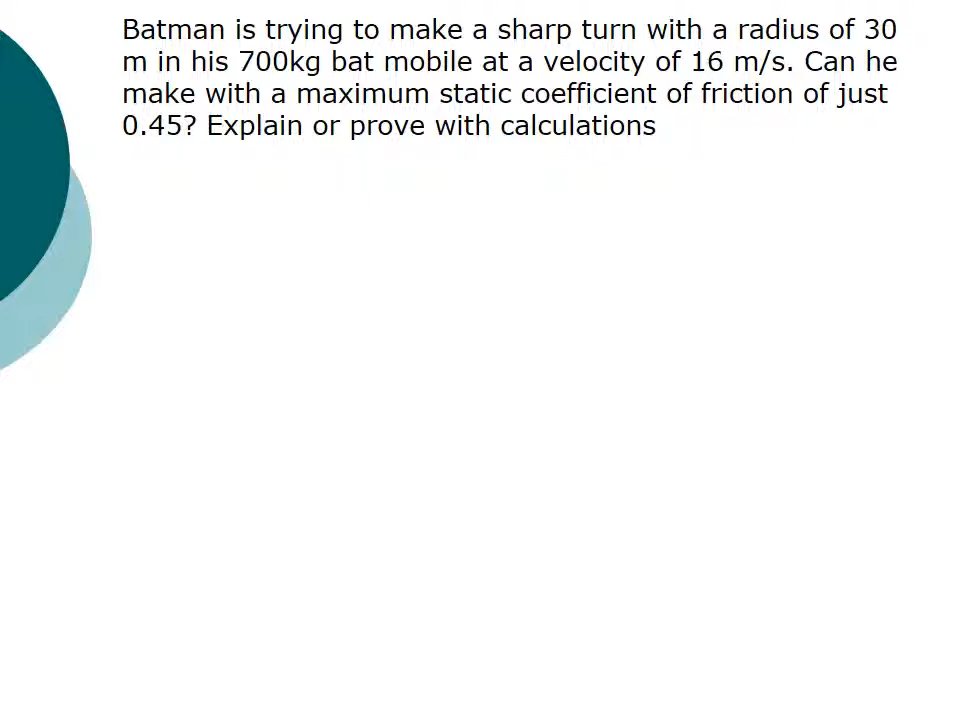 Batman is trying to make a sharp turn with a radius of 30
m in his 700kg bat mobile at a velocity of 16 m/s. Can he
make with a maximum static coefficient of friction of just
0.45? Explain or prove with calculations